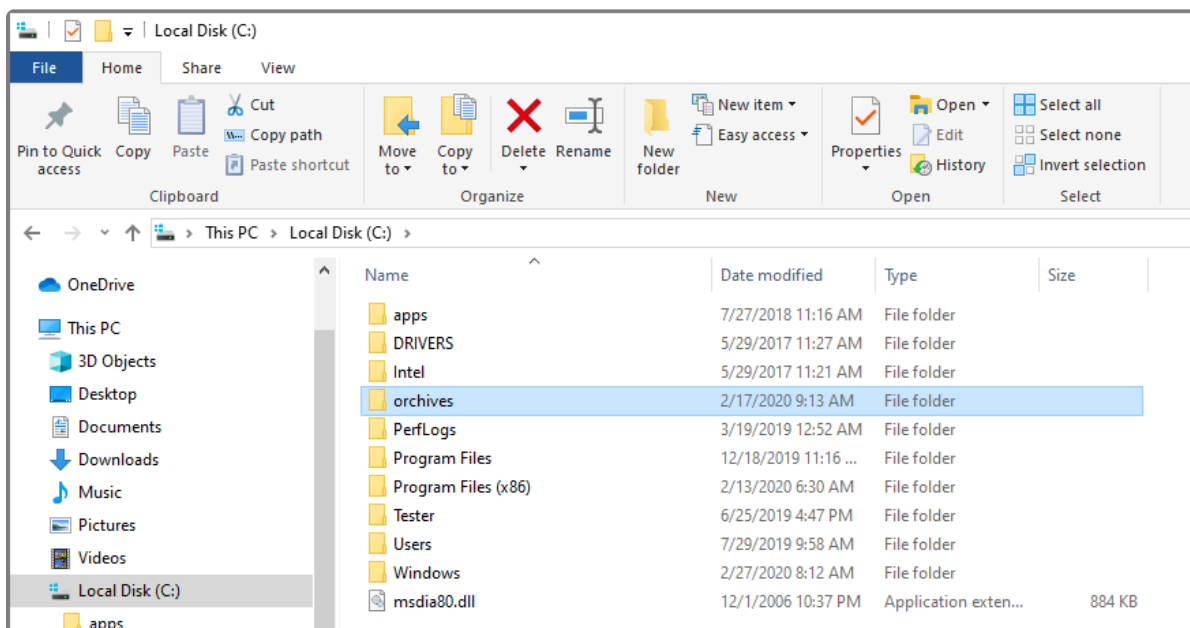 Local Disk (C:)
File Home Share View
Pin to Quick access
Copy
Paste
Cut
Copy path
Paste shortcut
Clipboard
Move to
Copy to
Delete
Rename
Organize
New folder
New item
Easy access
New
Properties
Open
Edit
History
Open
Select all
Select none
Invert selection
Select
This PC > Local Disk (C:) >
OneDrive
This PC
3D Objects
Desktop
Documents
Downloads
Music
Pictures
Videos
Local Disk (C:)
apps
Name Date modified Type Size
apps 7/27/2018 11:16 AM File folder
DRIVERS 5/29/2017 11:27 AM File folder
Intel 5/29/2017 11:21 AM File folder
orchives 2/17/2020 9:13 AM File folder
PerfLogs 3/19/2019 12:52 AM File folder
Program Files 12/18/2019 11:16 ... File folder
Program Files (x86) 2/13/2020 6:30 AM File folder
Tester 6/25/2019 4:47 PM File folder
Users 7/29/2019 9:58 AM File folder
Windows 2/27/2020 8:12 AM File folder
msdia80.dll 12/1/2006 10:37 PM Application exten... 884 KB